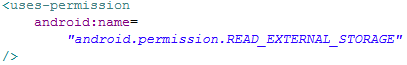 <uses-permission
android:name=
"android.permission.READ_EXTERNAL_STORAGE"
/>